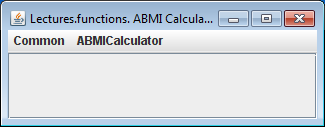 Lectures.functions. ABMI Calcula...
Common ABMICalculator